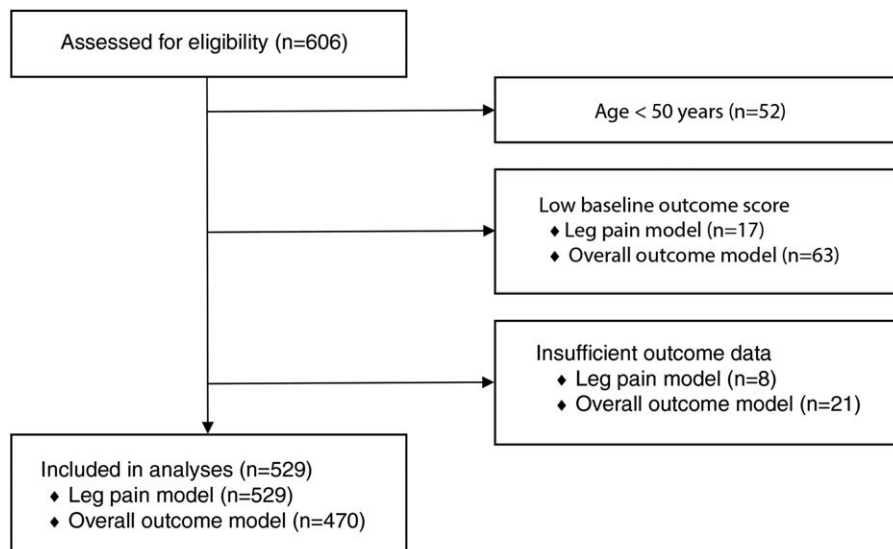 Assessed for eligibility (n=606)
Age < 50 years (n=52)
Low baseline outcome score
♦ Leg pain model (n=17)
♦ Overall outcome model (n=63)
Insufficient outcome data
♦ Leg pain model (n=8)
♦ Overall outcome model (n=21)
Included in analyses (n=529)
♦ Leg pain model (n=529)
♦ Overall outcome model (n=470)